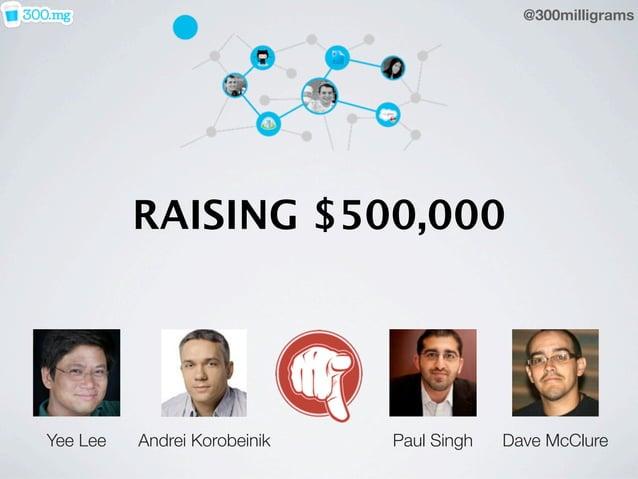 300.mg
@300milligrams
RAISING $500,000
Yee Lee
Andrei Korobeinik
Paul Singh
Dave McClure